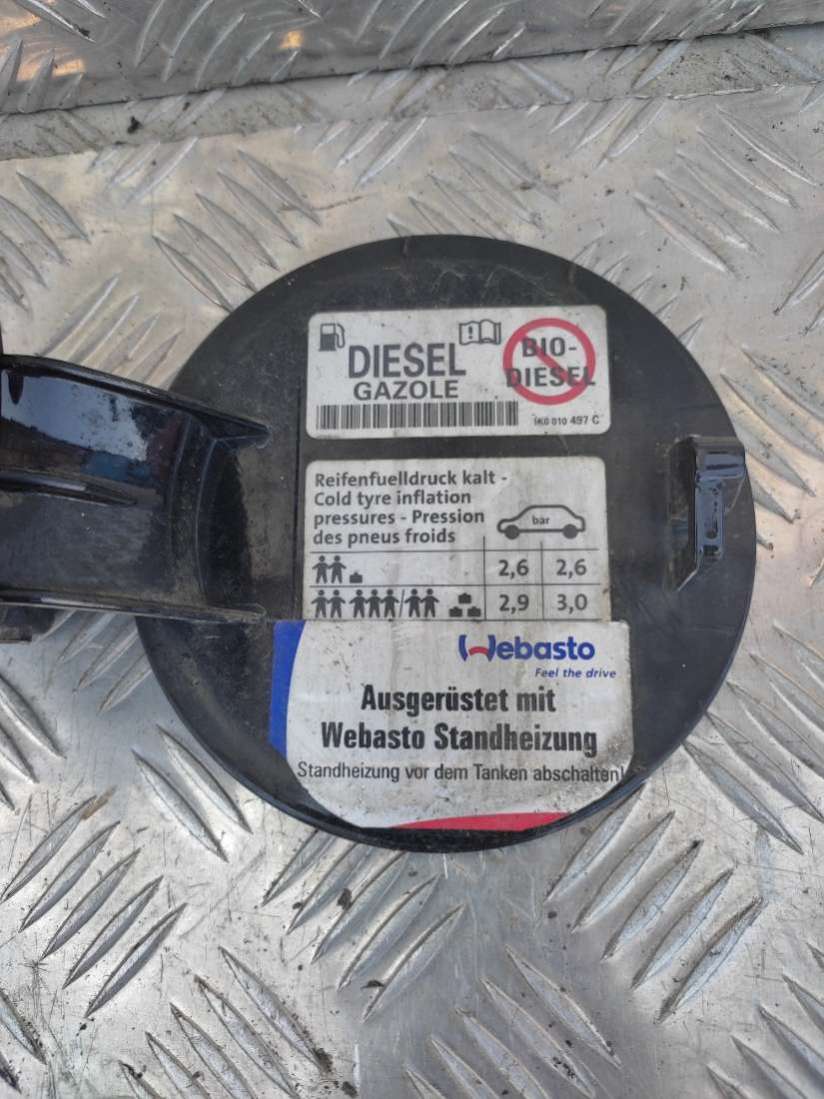 DIESEL
GAZOLE
BIO-
DIESEL
1K0 010 497 C
Reifenfuelldruck kalt -
Cold tyre inflation
pressures - Pression
des pneus froids
bar
2,6 2,6
2,9 3,0
Webasto
Feel the drive
Ausgerüstet mit
Webasto Standheizung
Standheizung vor dem Tanken abschalten!